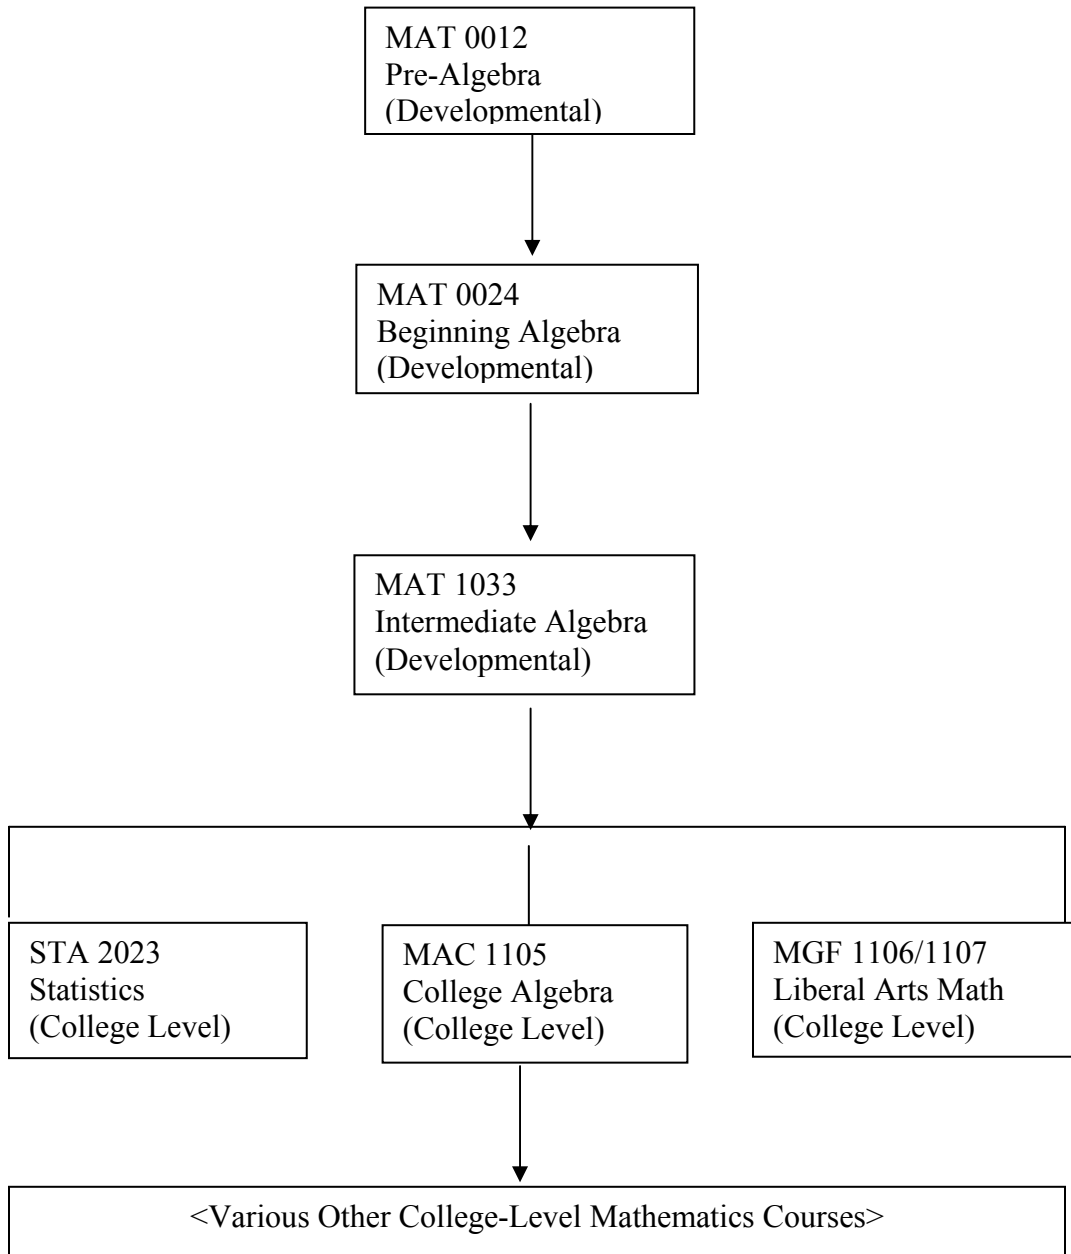 MAT 0012
Pre-Algebra
(Developmental)
MAT 0024
Beginning Algebra
(Developmental)
MAT 1033
Intermediate Algebra
(Developmental)
STA 2023
Statistics
(College Level)
MAC 1105
College Algebra
(College Level)
MGF 1106/1107
Liberal Arts Math
(College Level)
<Various Other College-Level Mathematics Courses>